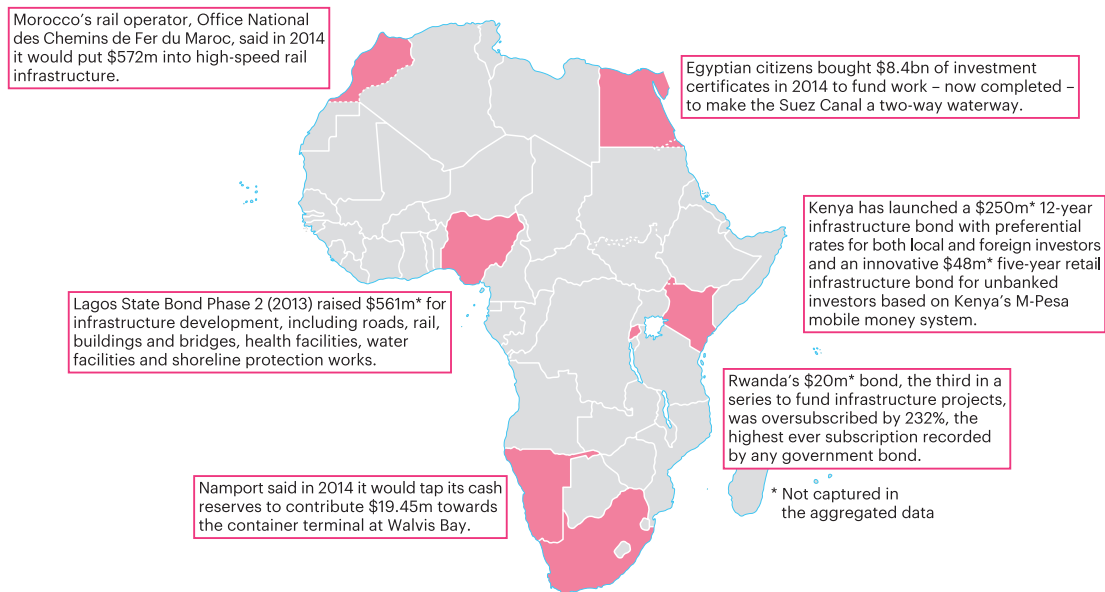 Morocco’s rail operator, Office National
des Chemins de Fer du Maroc, said in 2014
it would put $572m into high-speed rail
infrastructure.
Egyptian citizens bought $8.4bn of investment
certificates in 2014 to fund work – now completed –
to make the Suez Canal a two-way waterway.
Kenya has launched a $250m* 12-year
infrastructure bond with preferential
rates for both local and foreign investors
and an innovative $48m* five-year retail
infrastructure bond for unbanked
investors based on Kenya’s M-Pesa
mobile money system.
Lagos State Bond Phase 2 (2013) raised $561m* for
infrastructure development, including roads, rail,
buildings and bridges, health facilities, water
facilities and shoreline protection works.
Rwanda’s $20m* bond, the third in a
series to fund infrastructure projects,
was oversubscribed by 232%, the
highest ever subscription recorded
by any government bond.
Namport said in 2014 it would tap its cash
reserves to contribute $19.45m towards
the container terminal at Walvis Bay.
* Not captured in
the aggregated data